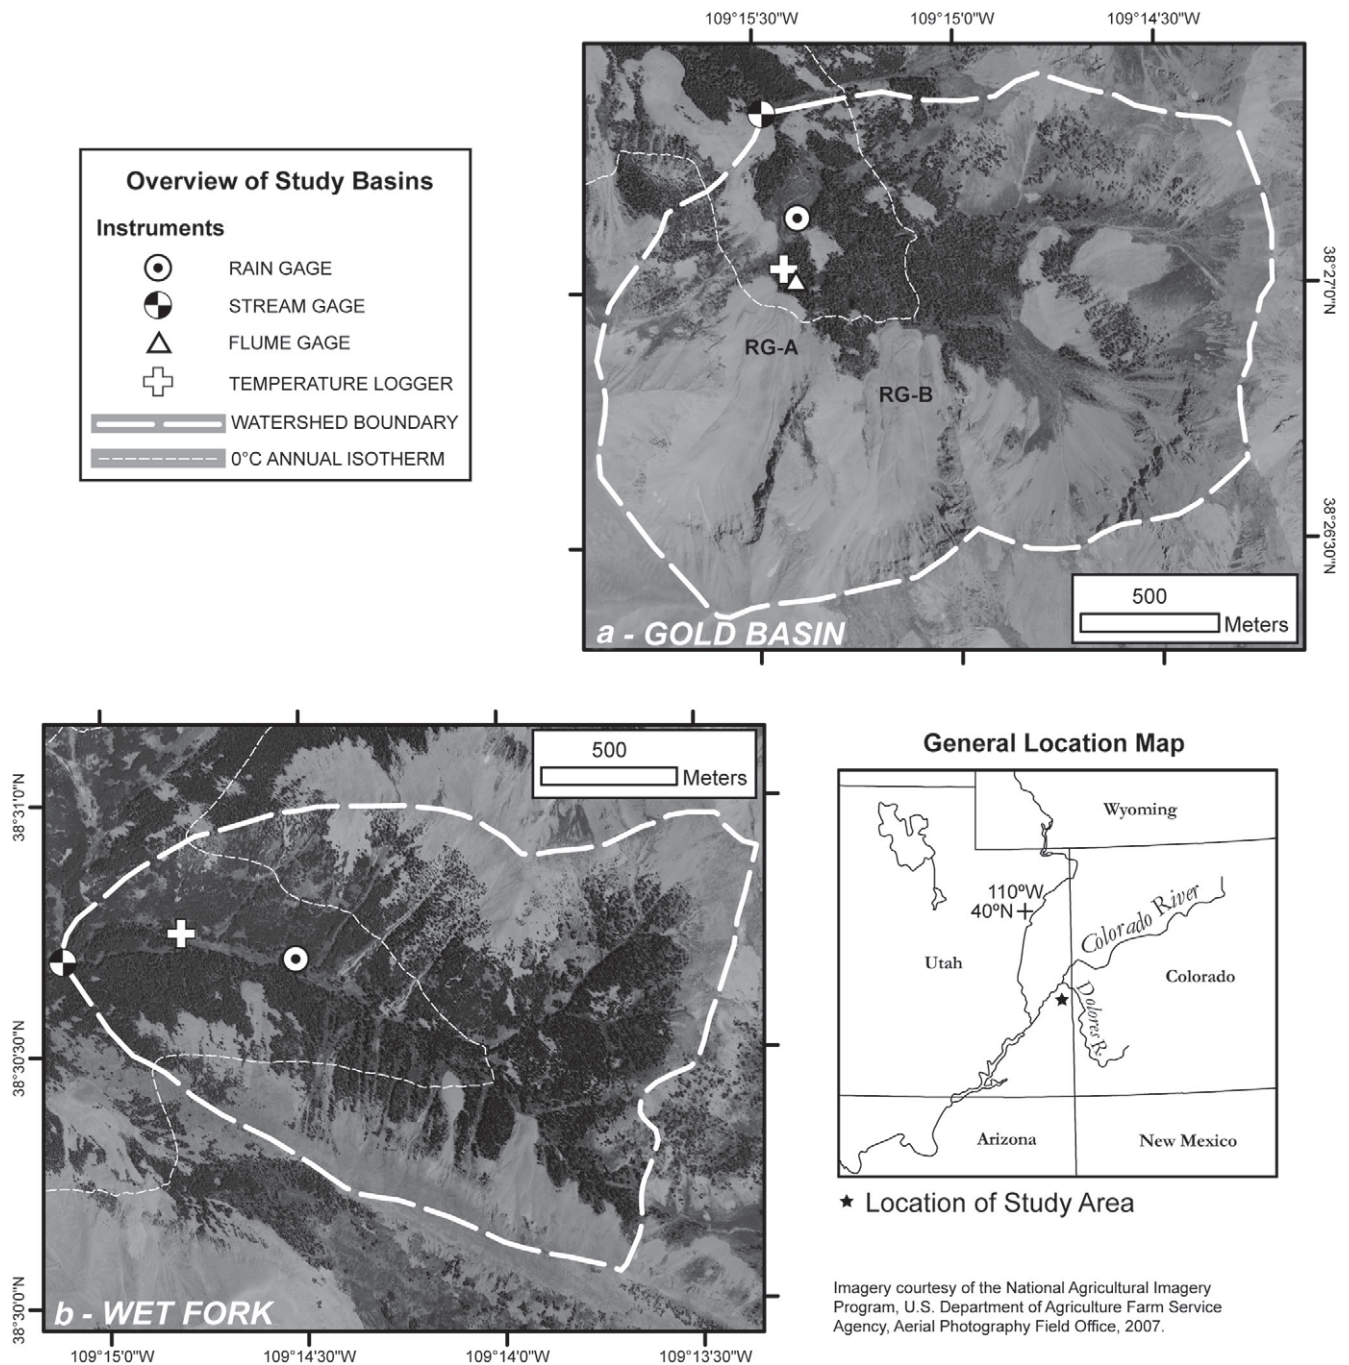 109°15'30"W
109°15'0"W
109°14'30"W
Overview of Study Basins
Instruments
RAIN GAGE
STREAM GAGE
FLUME GAGE
TEMPERATURE LOGGER
WATERSHED BOUNDARY
0°C ANNUAL ISOTHERM
38°27'0"N
RG-A
RG-B
38°26'30"N
500
Meters
a - GOLD BASIN
500
Meters
38°31'0"N
38°30'30"N
38°30'0"N
b - WET FORK
109°15'0"W
109°14'30"W
109°14'0"W
109°13'30"W
General Location Map
Wyoming
110ºW
40ºN
Colorado River
Utah
Colorado
Dolores R.
Arizona
New Mexico
Location of Study Area
Imagery courtesy of the National Agricultural Imagery
Program, U.S. Department of Agriculture Farm Service
Agency, Aerial Photography Field Office, 2007.